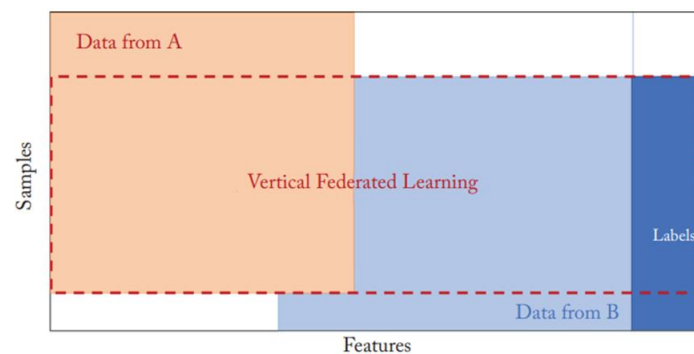 Data from A
Samples
Vertical Federated Learning
Labels
Data from B
Features